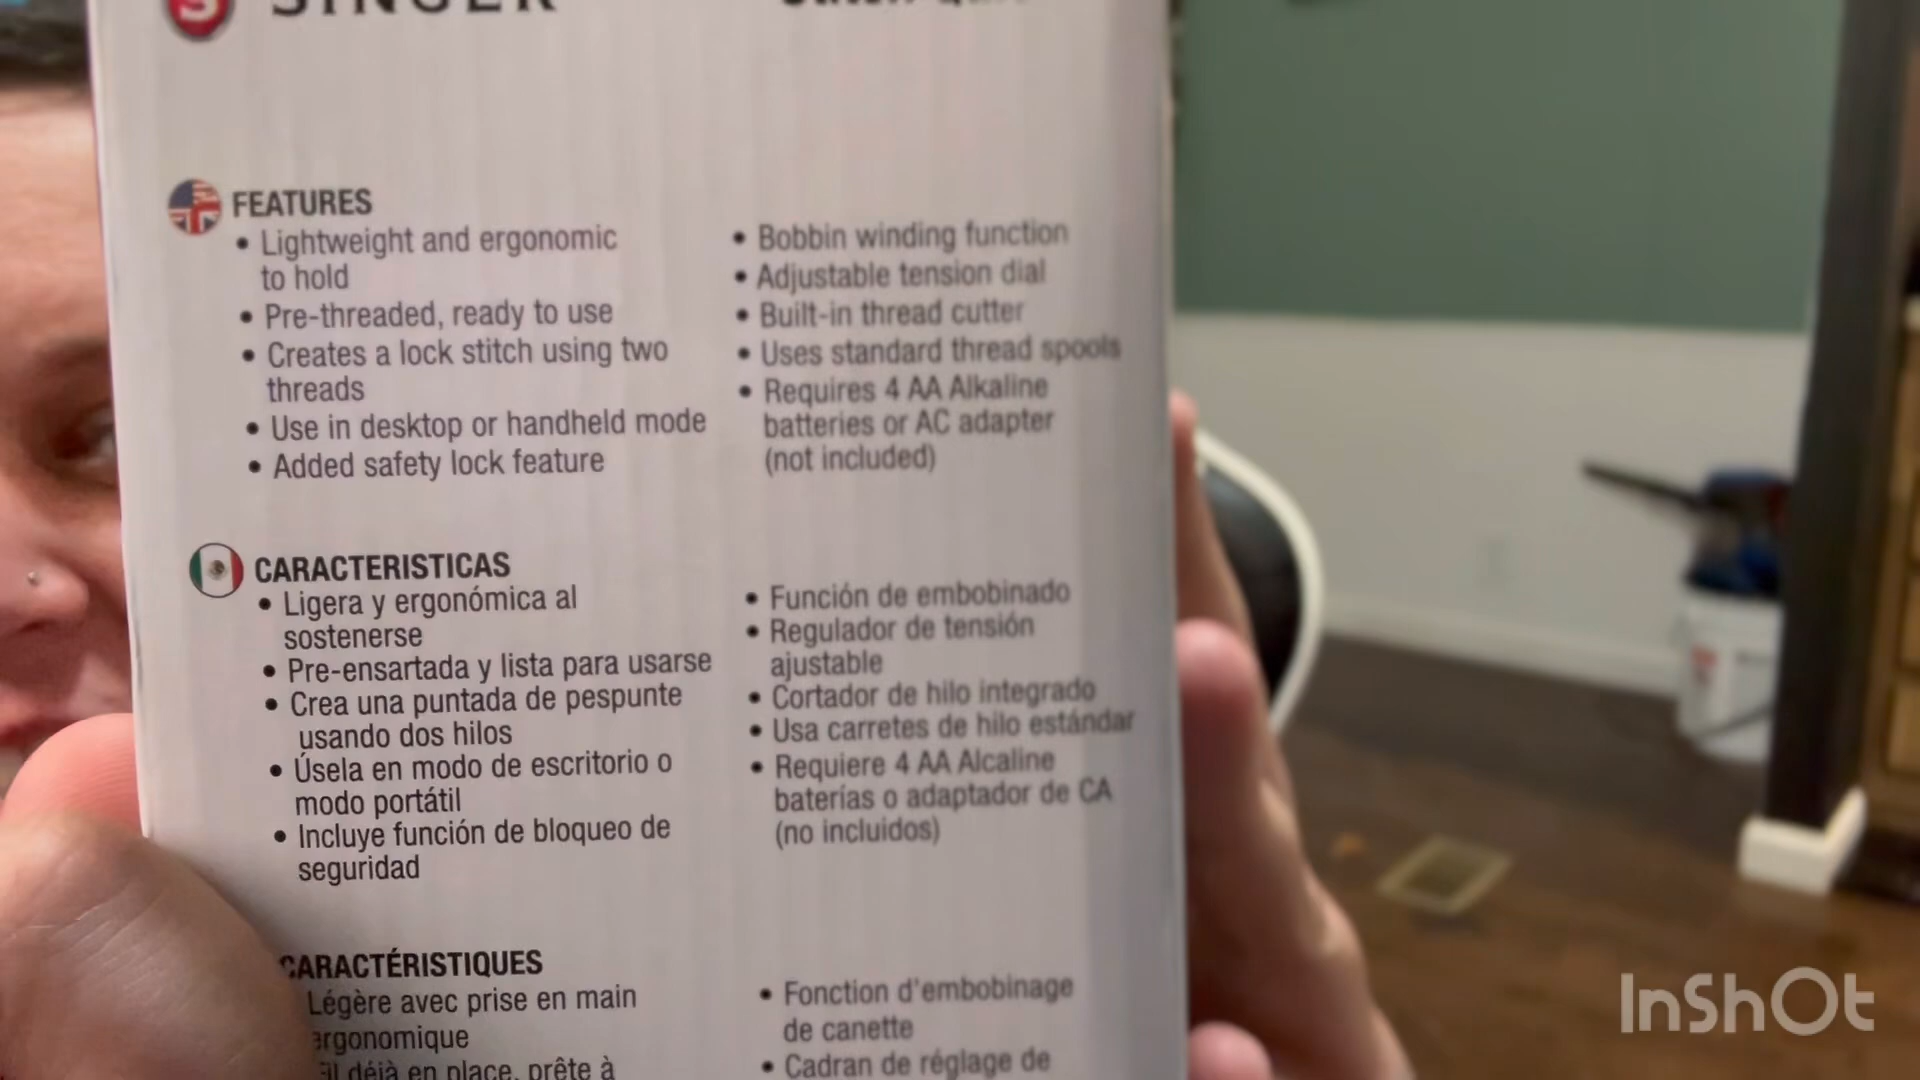 SINGER
FEATURES
• Lightweight and ergonomic
to hold
• Pre-threaded, ready to use
• Creates a lock stitch using two
threads
• Use in desktop or handheld mode
• Added safety lock feature
• Bobbin winding function
• Adjustable tension dial
• Built-in thread cutter
• Uses standard thread spools
• Requires 4 AA Alkaline
batteries or AC adapter
(not included)
CARACTERISTICAS
• Ligera y ergonómica al
sostenerse
• Pre-ensartada y lista para usarse
• Crea una puntada de pespunte
usando dos hilos
• Úsela en modo de escritorio o
modo portátil
• Incluye función de bloqueo de
seguridad
• Función de embobinado
• Regulador de tensión
ajustable
• Cortador de hilo integrado
• Usa carretes de hilo estándar
• Requiere 4 AA Alcaline
baterías o adaptador de CA
(no incluidos)
CARACTÉRISTIQUES
Légère avec prise en main
ergonomique
Fil déjà en place, prête à
• Fonction d'embobinage
de canette
• Cadran de réglage de
InShOt